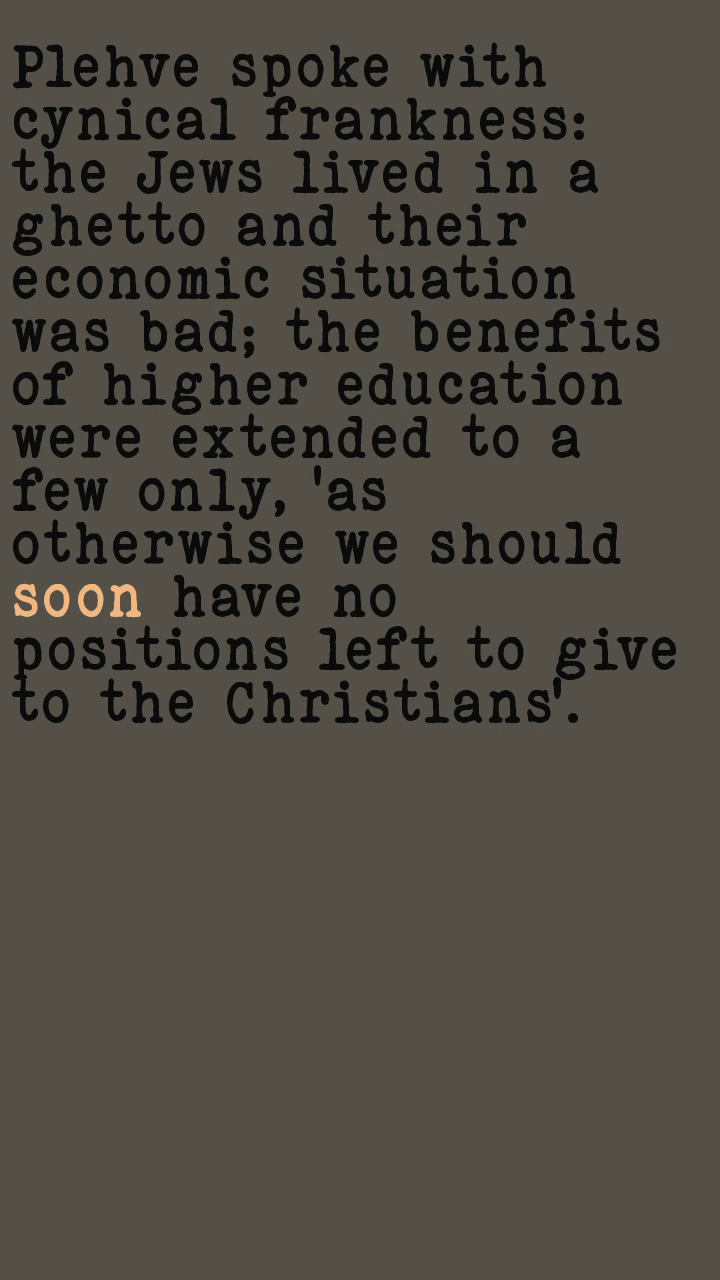 Plehve spoke with
cynical frankness:
the Jews lived in a
ghetto and their
economic situation
was bad; the benefits
of higher education
were extended to a
few only, 'as
otherwise we should
soon have no
positions left to give
to the Christians'.